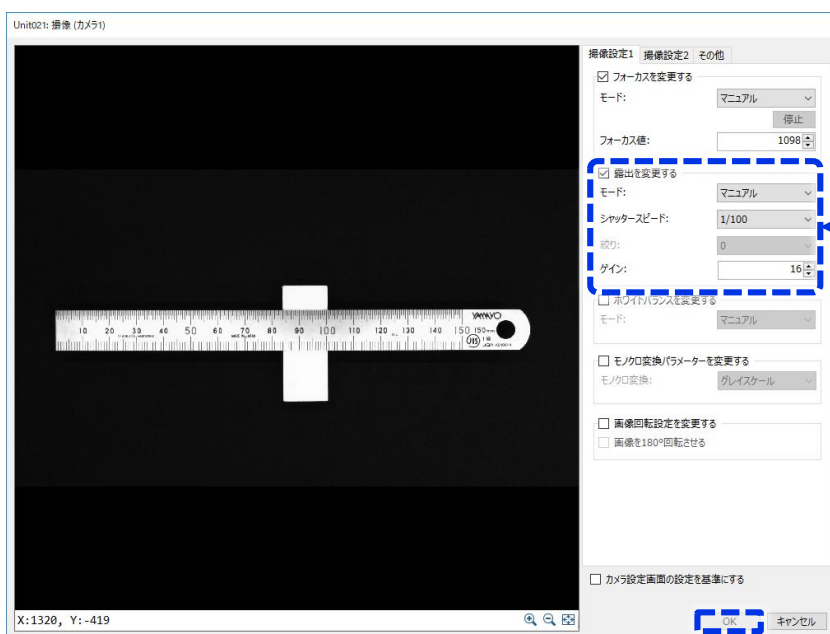 Unit021: 撮像 (カメラ1)
撮像設定1 撮像設定2 その他
フォーカスを変更する
モード: マニュアル
停止
フォーカス値: 1098
露出を変更する
モード: マニュアル
シャッタースピード: 1/100
絞り: 0
ゲイン: 16
ホワイトバランスを変更する
モード: マニュアル
モノクロ変換パラメーターを変更する
モノクロ変換: グレイスケール
画像回転設定を変更する
画像を180°回転させる
YAMAYO
10 20 30 40 50 60 70 80 90 100 110 120 130 140 150 150mm
JIS 1級
カメラ設定画面の設定を基準にする
X:1320, Y:-419
OK キャンセル